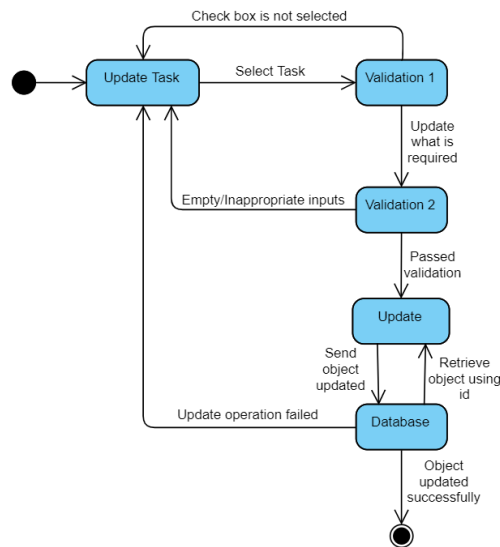 Check box is not selected
Update Task
Select Task
Validation 1
Update
what is
required
Empty/Inappropriate inputs
Validation 2
Passed
validation
Update
Send
object
updated
Retrieve
object using
id
Update operation failed
Database
Object
updated
successfully